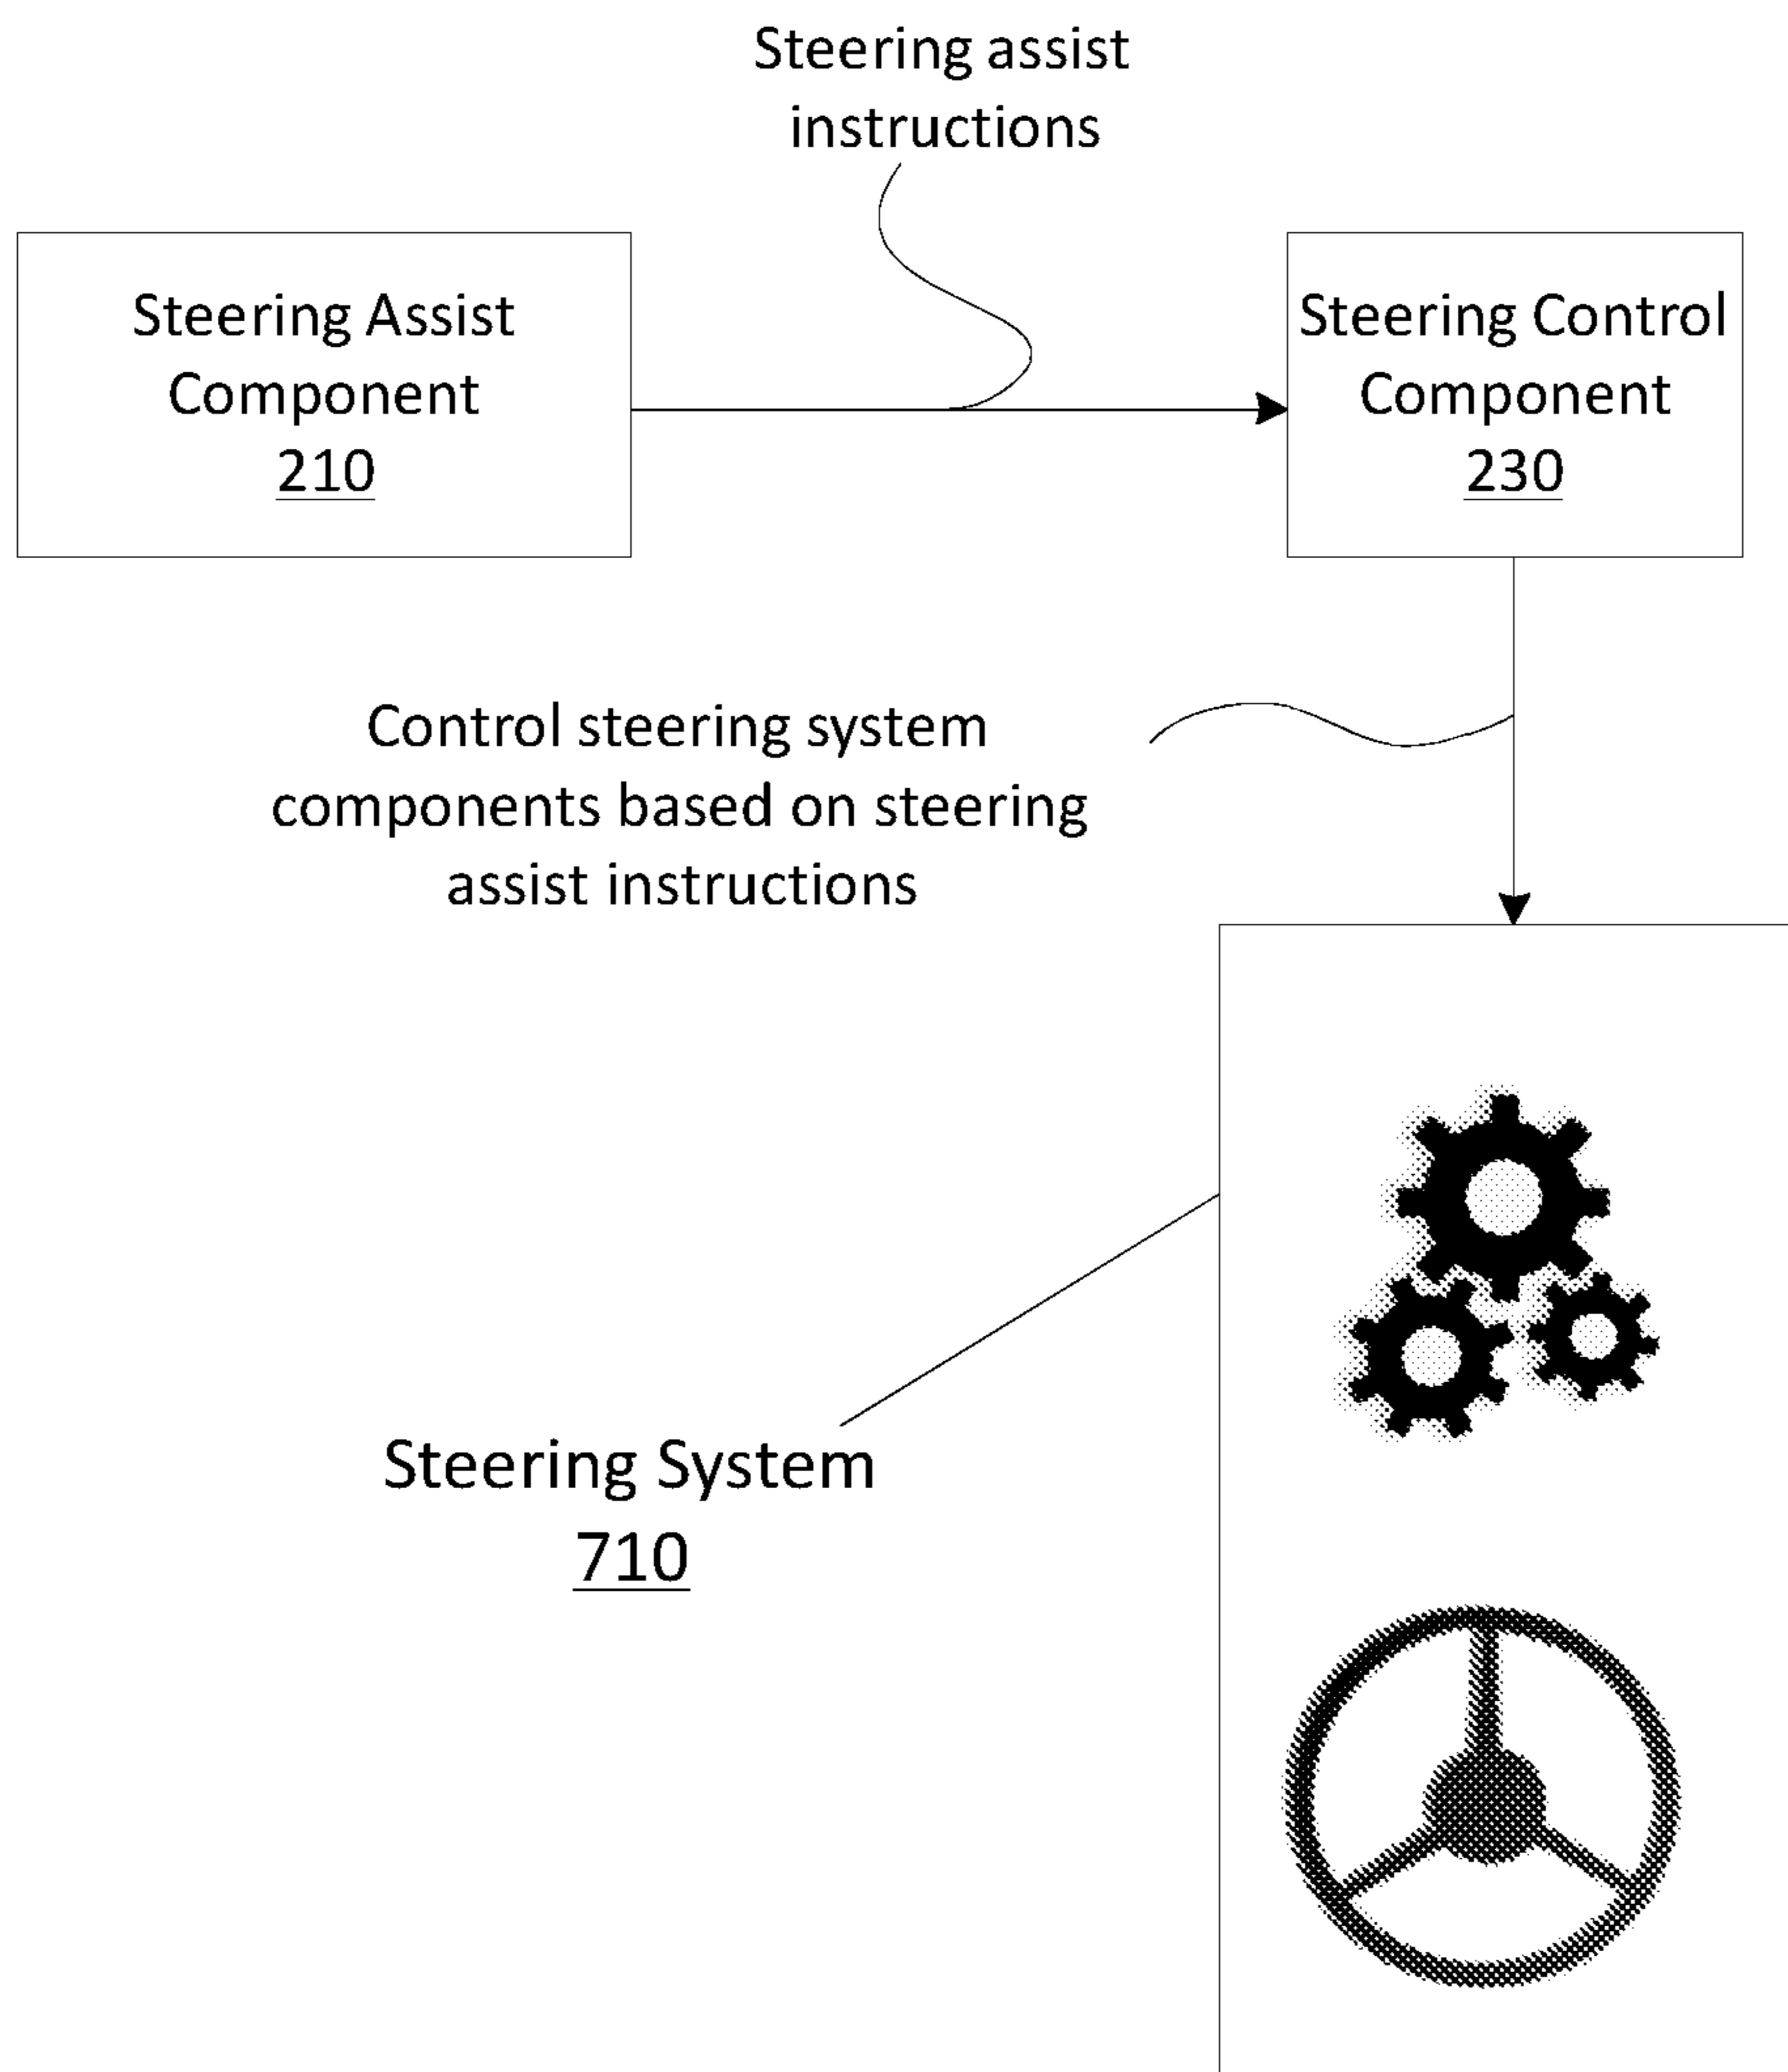 Steering assist
instructions
Steering Assist
Component
210
Steering Control
Component
230
Control steering system
components based on steering
assist instructions
Steering System
710